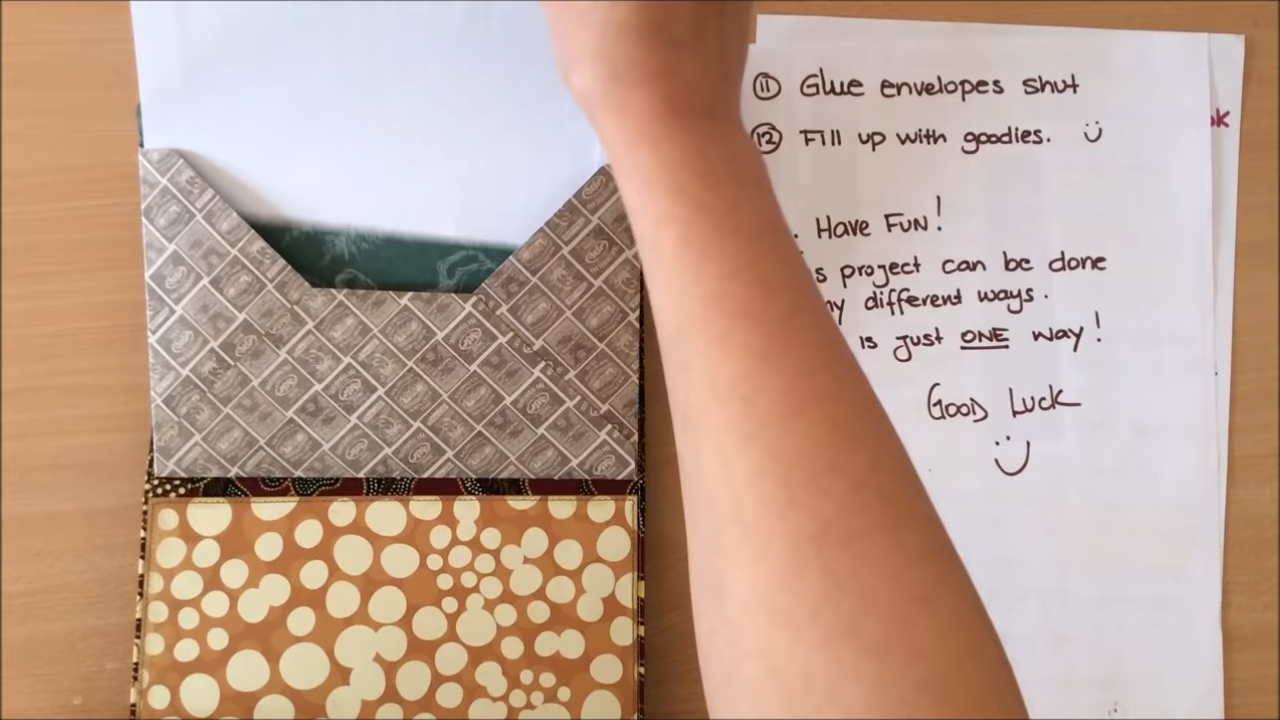 11 Glue envelopes shut
12 Fill up with goodies.
. Have FUN!
project can be done
different ways.
is just ONE way!
Good Luck